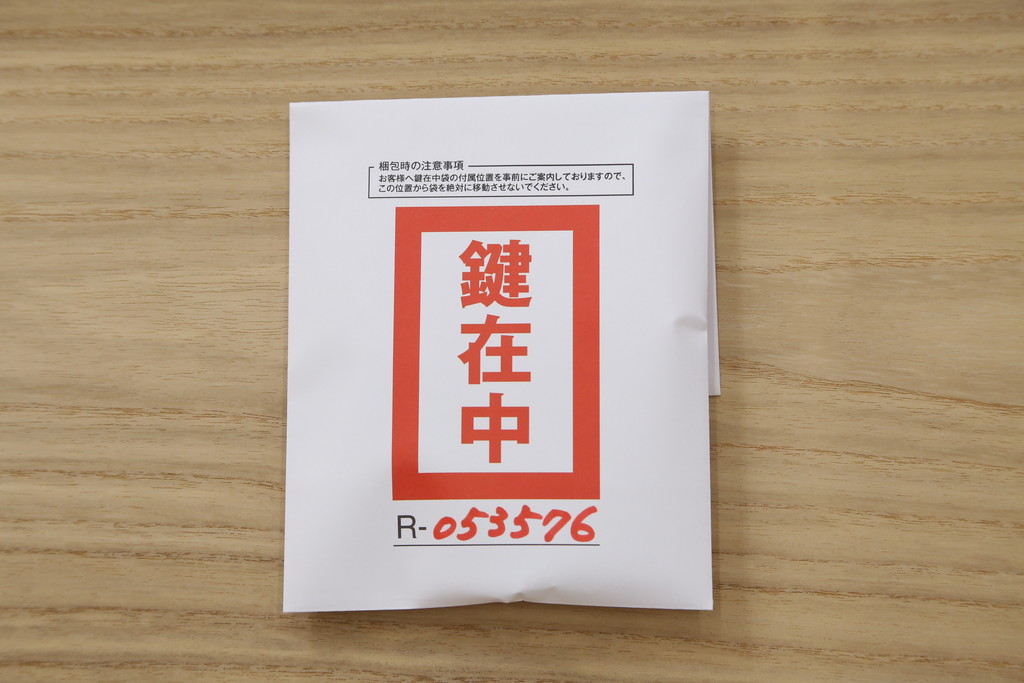 梱包時の注意事項
お客様へ鍵在中袋の付属位置を事前にご案内しておりますので、
この位置から袋を絶対に移動させないでください。
鍵在中
R-053576